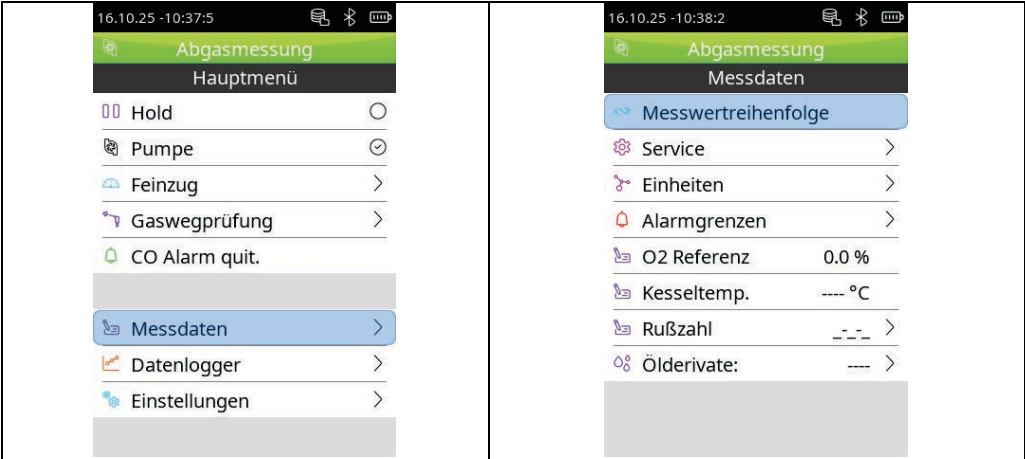 16.10.25 -10:37:5
Abgasmessung
Hauptmenü
Hold
Pumpe
Feinzug
Gaswegprüfung
CO Alarm quit.
Messdaten
Datenlogger
Einstellungen
16.10.25 -10:38:2
Abgasmessung
Messdaten
Messwertreihenfolge
Service
Einheiten
Alarmgrenzen
O2 Referenz 0.0 %
Kesseltemp. ---- °C
Rußzahl _-_-_
Ölderivate: ----